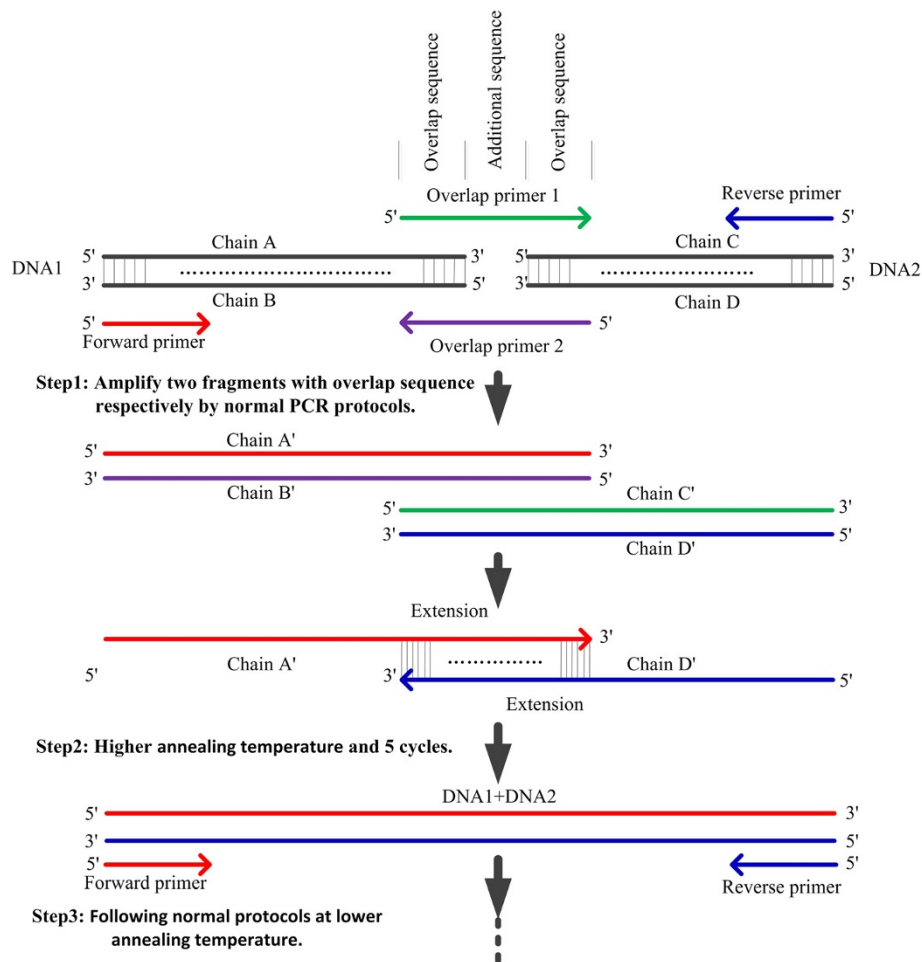 Overlap sequence
Additional sequence
Overlap sequence
Overlap primer 1
Reverse primer
5'
5'
5'
Chain A
3'
5'
Chain C
3'
DNA1
DNA2
3'
Chain B
5'
3'
Chain D
5'
5'
5'
Forward primer
Overlap primer 2
Step1: Amplify two fragments with overlap sequence
respectively by normal PCR protocols.
5'
Chain A'
3'
3'
Chain B'
5'
5'
Chain C'
3'
3'
Chain D'
5'
Extension
3'
5'
Chain A'
3'
Chain D'
5'
Extension
Step2: Higher annealing temperature and 5 cycles.
DNA1+DNA2
5'
3'
3'
5'
5'
5'
Forward primer
Reverse primer
Step3: Following normal protocols at lower
annealing temperature.